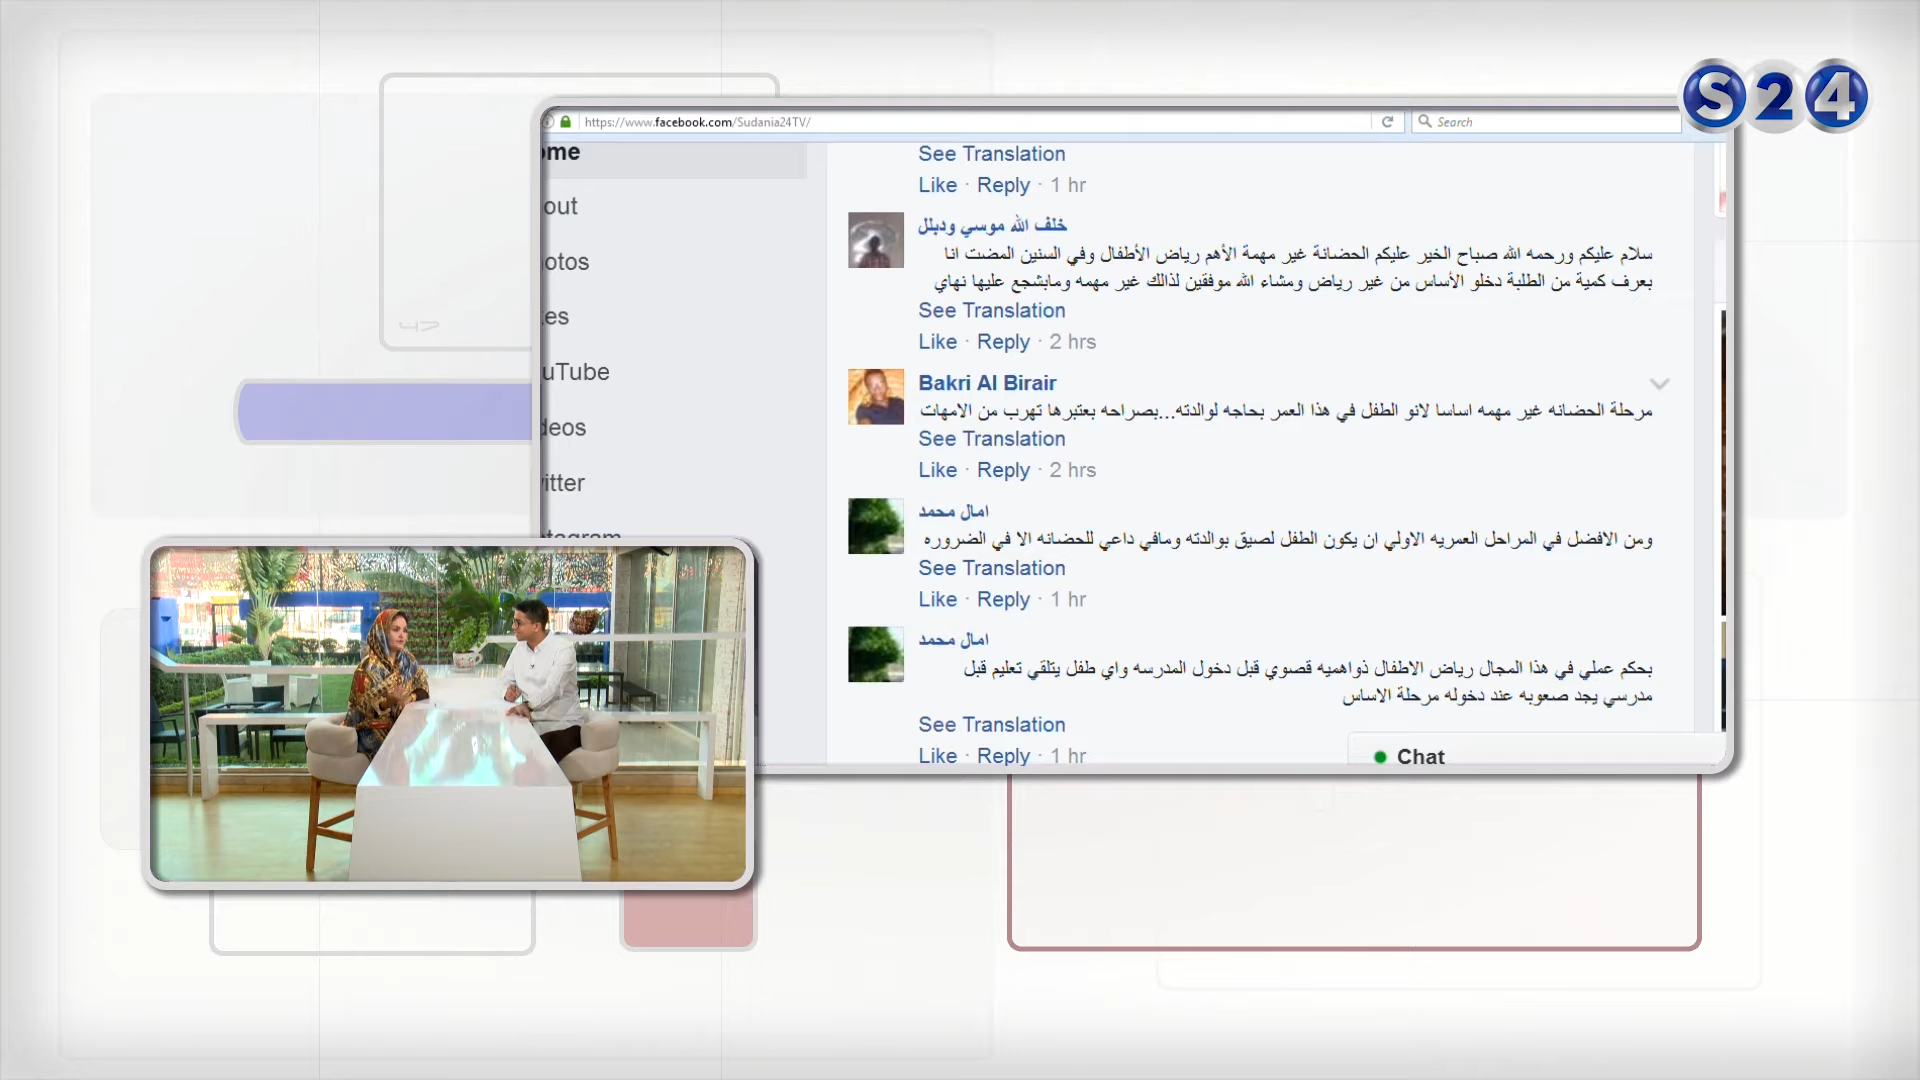 S24
https://www.facebook.com/Sudania24TV/
Search
ome
out
otos
es
uTube
deos
itter
tagram
See Translation
Like · Reply · 1 hr
خلف الله موسي ودبلل
سلام عليكم ورحمه الله صباح الخير عليكم الحضانة غير مهمة الأهم رياض الأطفال وفي السنين المضت انا
بعرف كمية من الطلبة دخلو الأساس من غير رياض ومشاء الله موفقين لذالك غير مهمه ومابشجع عليها نهاي
See Translation
Like · Reply · 2 hrs
Bakri Al Birair
مرحلة الحضانه غير مهمه اساسا لانو الطفل في هذا العمر بحاجه لوالدته...بصراحه بعتبرها تهرب من الامهات
See Translation
Like · Reply · 2 hrs
امال محمد
ومن الافضل في المراحل العمريه الاولي ان يكون الطفل لصيق بوالدته ومافي داعي للحضانه الا في الضروره
See Translation
Like · Reply · 1 hr
امال محمد
بحكم عملي في هذا المجال رياض الاطفال ذواهميه قصوي قبل دخول المدرسه واي طفل يتلقي تعليم قبل
مدرسي يجد صعوبه عند دخوله مرحلة الاساس
See Translation
Like · Reply · 1 hr
Chat